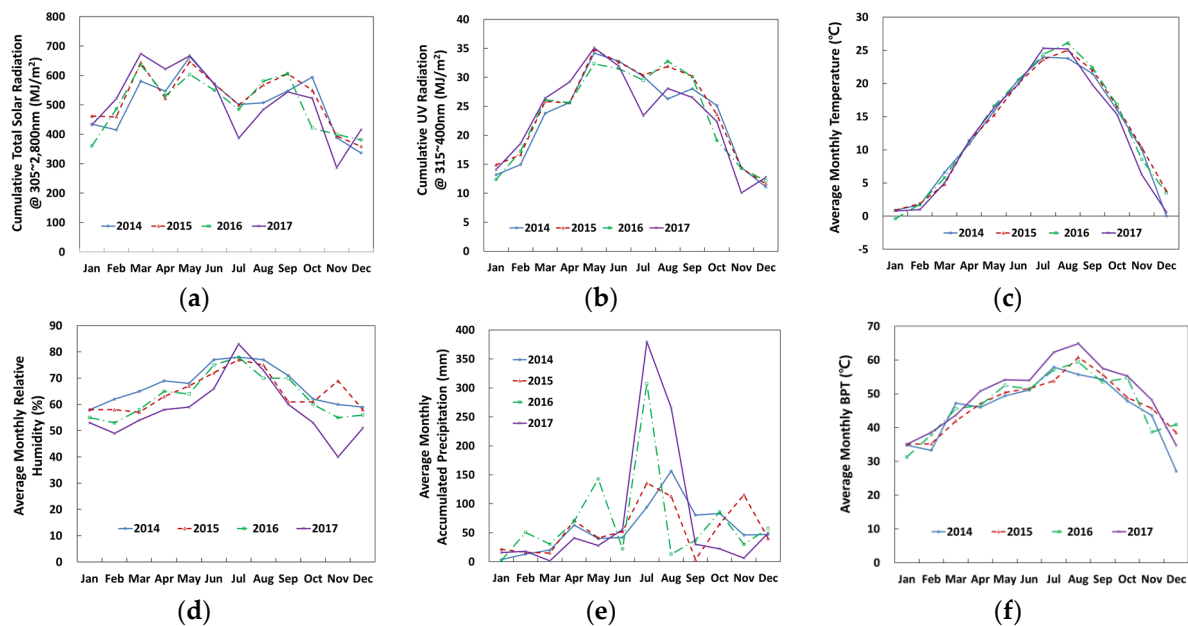 Cumulative Total Solar Radiation
@ 305~2,800nm (MJ/m²)
800
700
600
500
400
300
200
100
0
2014 2015 2016 2017
Jan Feb Mar Apr May Jun Jul Aug Sep Oct Nov Dec
(a)
Cumulative UV Radiation
@ 315~400nm (MJ/m²)
40
35
30
25
20
15
10
5
0
2014 2015 2016 2017
Jan Feb Mar Apr May Jun Jul Aug Sep Oct Nov Dec
(b)
Average Monthly Temperature (°C)
30
25
20
15
10
5
0
-5
2014 2015 2016 2017
Jan Feb Mar Apr May Jun Jul Aug Sep Oct Nov Dec
(c)
Average Monthly Relative
Humidity (%)
90
80
70
60
50
40
30
20
10
0
2014 2015 2016 2017
Jan Feb Mar Apr May Jun Jul Aug Sep Oct Nov Dec
(d)
Average Monthly
Accumulated Precipitation (mm)
400
350
300
250
200
150
100
50
0
2014
2015
2016
2017
Jan Feb Mar Apr May Jun Jul Aug Sep Oct Nov Dec
(e)
Average Monthly BPT (°C)
70
60
50
40
30
20
10
0
2014 2015 2016 2017
Jan Feb Mar Apr May Jun Jul Aug Sep Oct Nov Dec
(f)